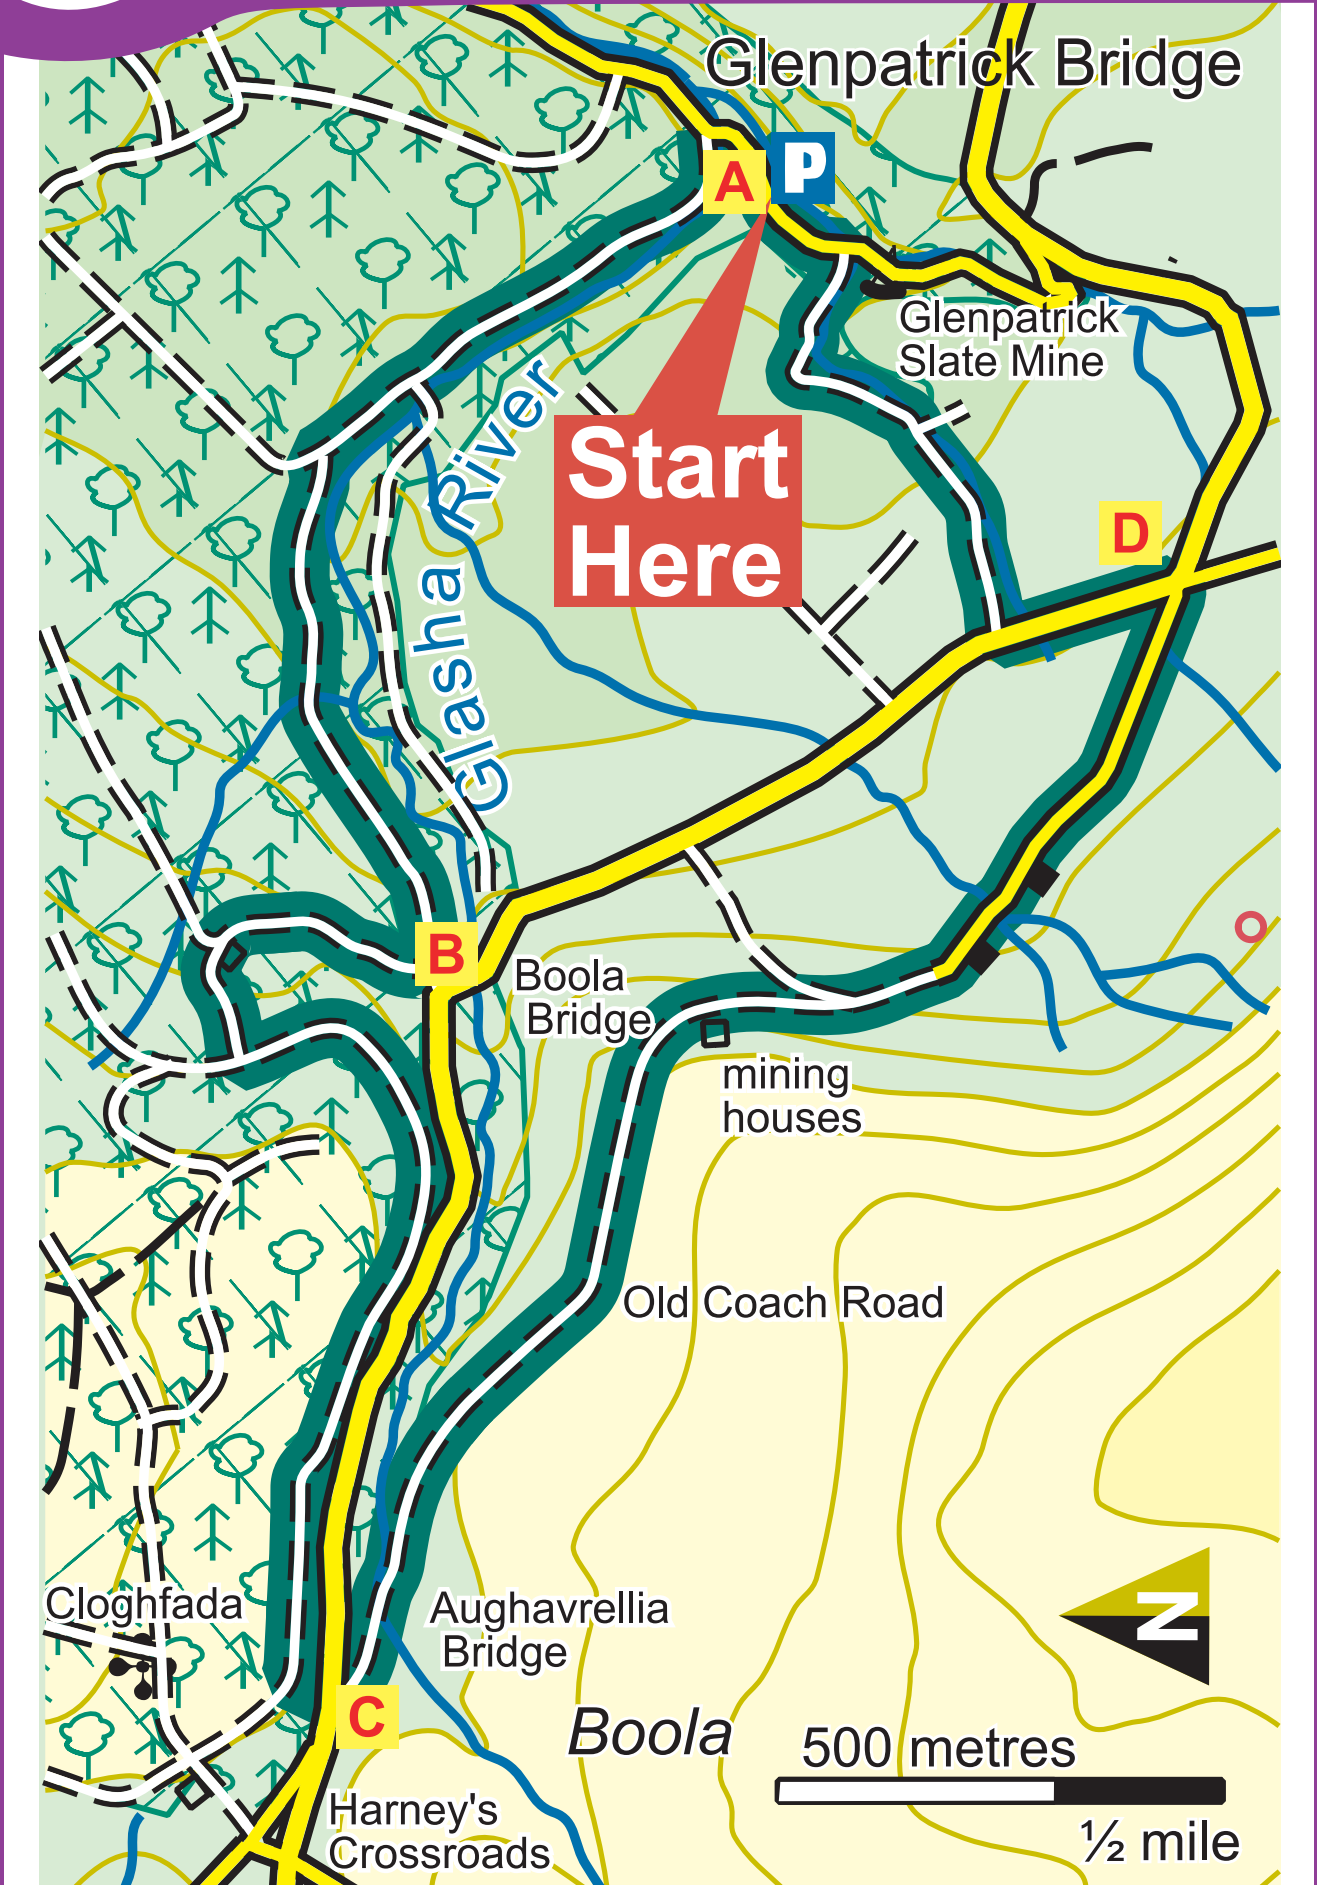 Glenpatrick Bridge
A
P
Glenpatrick
Slate Mine
Glasha River
Start
Here
D
B
Boola
Bridge
mining
houses
Old Coach Road
Cloghfada
Aughavrellia
Bridge
N
C
Boola
500 metres
Harney's
Crossroads
½ mile